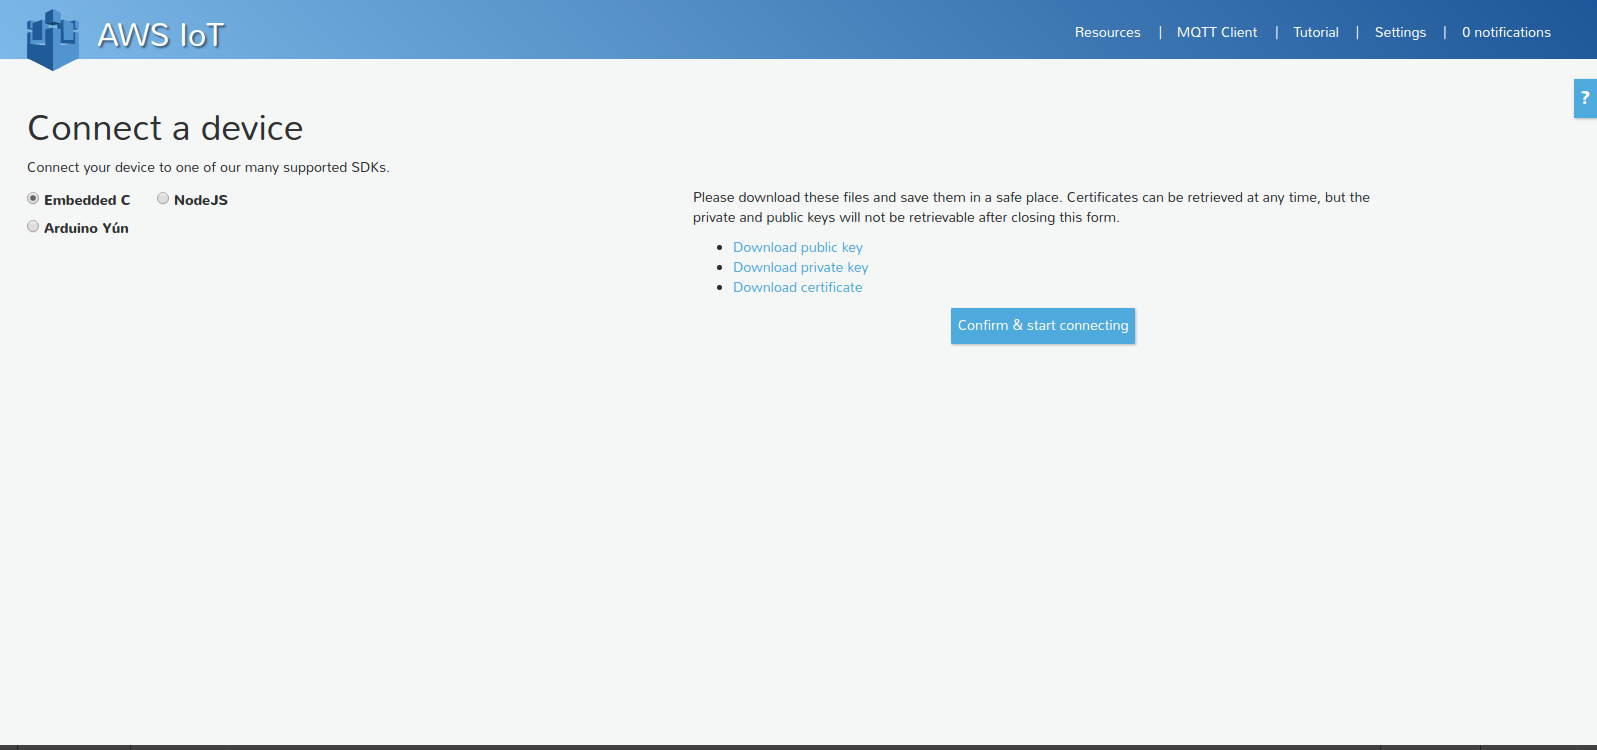 AWS IoT
Resources | MQTT Client | Tutorial | Settings | 0 notifications
?
Connect a device
Connect your device to one of our many supported SDKs.
Embedded C NodeJS
Arduino Yún
Please download these files and save them in a safe place. Certificates can be retrieved at any time, but the
private and public keys will not be retrievable after closing this form.
Download public key
Download private key
Download certificate
Confirm & start connecting